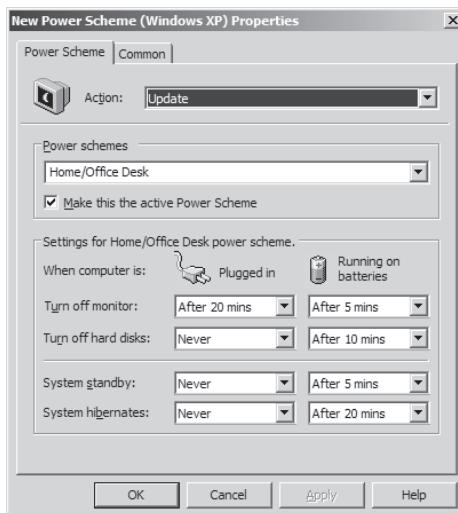 New Power Scheme (Windows XP) Properties
Power Scheme Common
Action: Update
Power schemes
Home/Office Desk
Make this the active Power Scheme
Settings for Home/Office Desk power scheme.
When computer is: Plugged in Running on batteries
Turn off monitor: After 20 mins After 5 mins
Turn off hard disks: Never After 10 mins
System standby: Never After 5 mins
System hibernates: Never After 20 mins
OK Cancel Apply Help